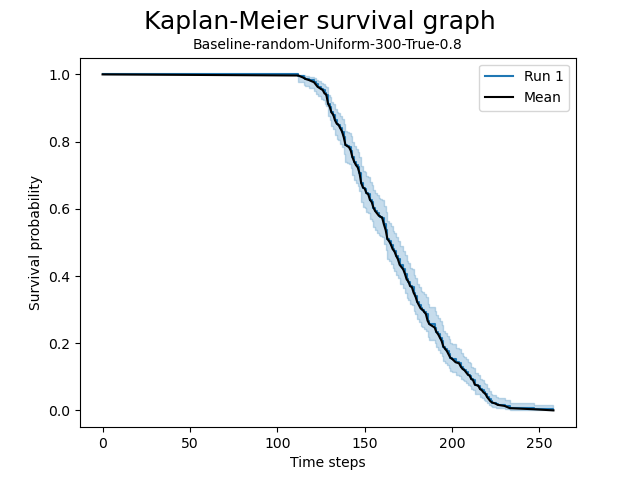 Kaplan-Meier survival graph
Baseline-random-Uniform-300-True-0.8
Run 1
Mean
1.0
0.8
0.6
0.4
0.2
0.0
Survival probability
0 50 100 150 200 250
Time steps